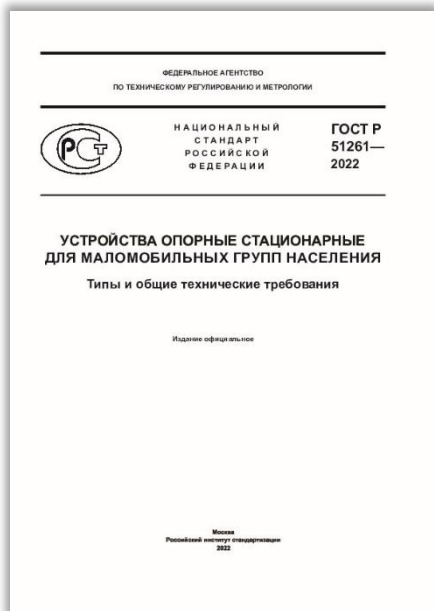 ФЕДЕРАЛЬНОЕ АГЕНТСТВО
ПО ТЕХНИЧЕСКОМУ РЕГУЛИРОВАНИЮ И МЕТРОЛОГИИ
РСТ
НАЦИОНАЛЬНЫЙ
СТАНДАРТ
РОССИЙСКОЙ
ФЕДЕРАЦИИ
ГОСТ Р
51261—
2022
УСТРОЙСТВА ОПОРНЫЕ СТАЦИОНАРНЫЕ
ДЛЯ МАЛОМОБИЛЬНЫХ ГРУПП НАСЕЛЕНИЯ
Типы и общие технические требования
Издание официальное
Москва
Российский институт стандартизации
2022